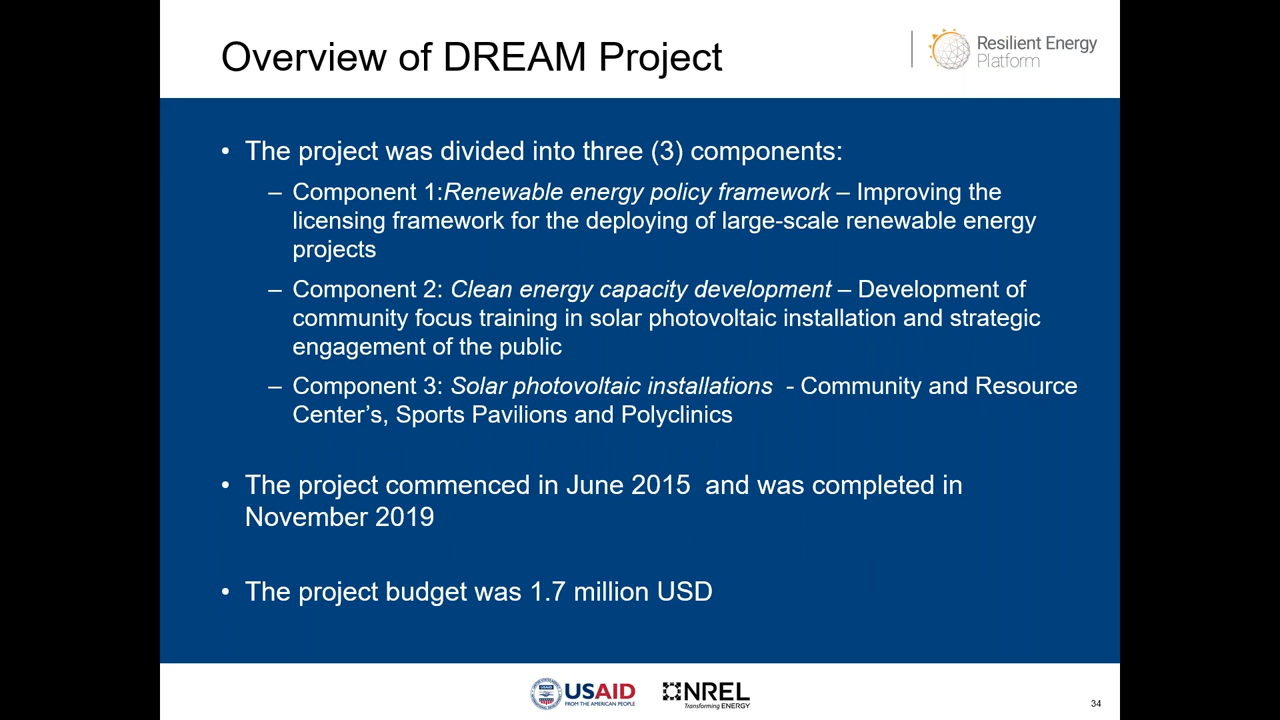 Overview of DREAM Project
Resilient Energy
Platform
• The project was divided into three (3) components:
– Component 1:Renewable energy policy framework – Improving the
licensing framework for the deploying of large-scale renewable energy
projects
– Component 2: Clean energy capacity development – Development of
community focus training in solar photovoltaic installation and strategic
engagement of the public
– Component 3: Solar photovoltaic installations - Community and Resource
Center’s, Sports Pavilions and Polyclinics
• The project commenced in June 2015 and was completed in
November 2019
• The project budget was 1.7 million USD
USAID
FROM THE AMERICAN PEOPLE
NREL
Transforming ENERGY
34